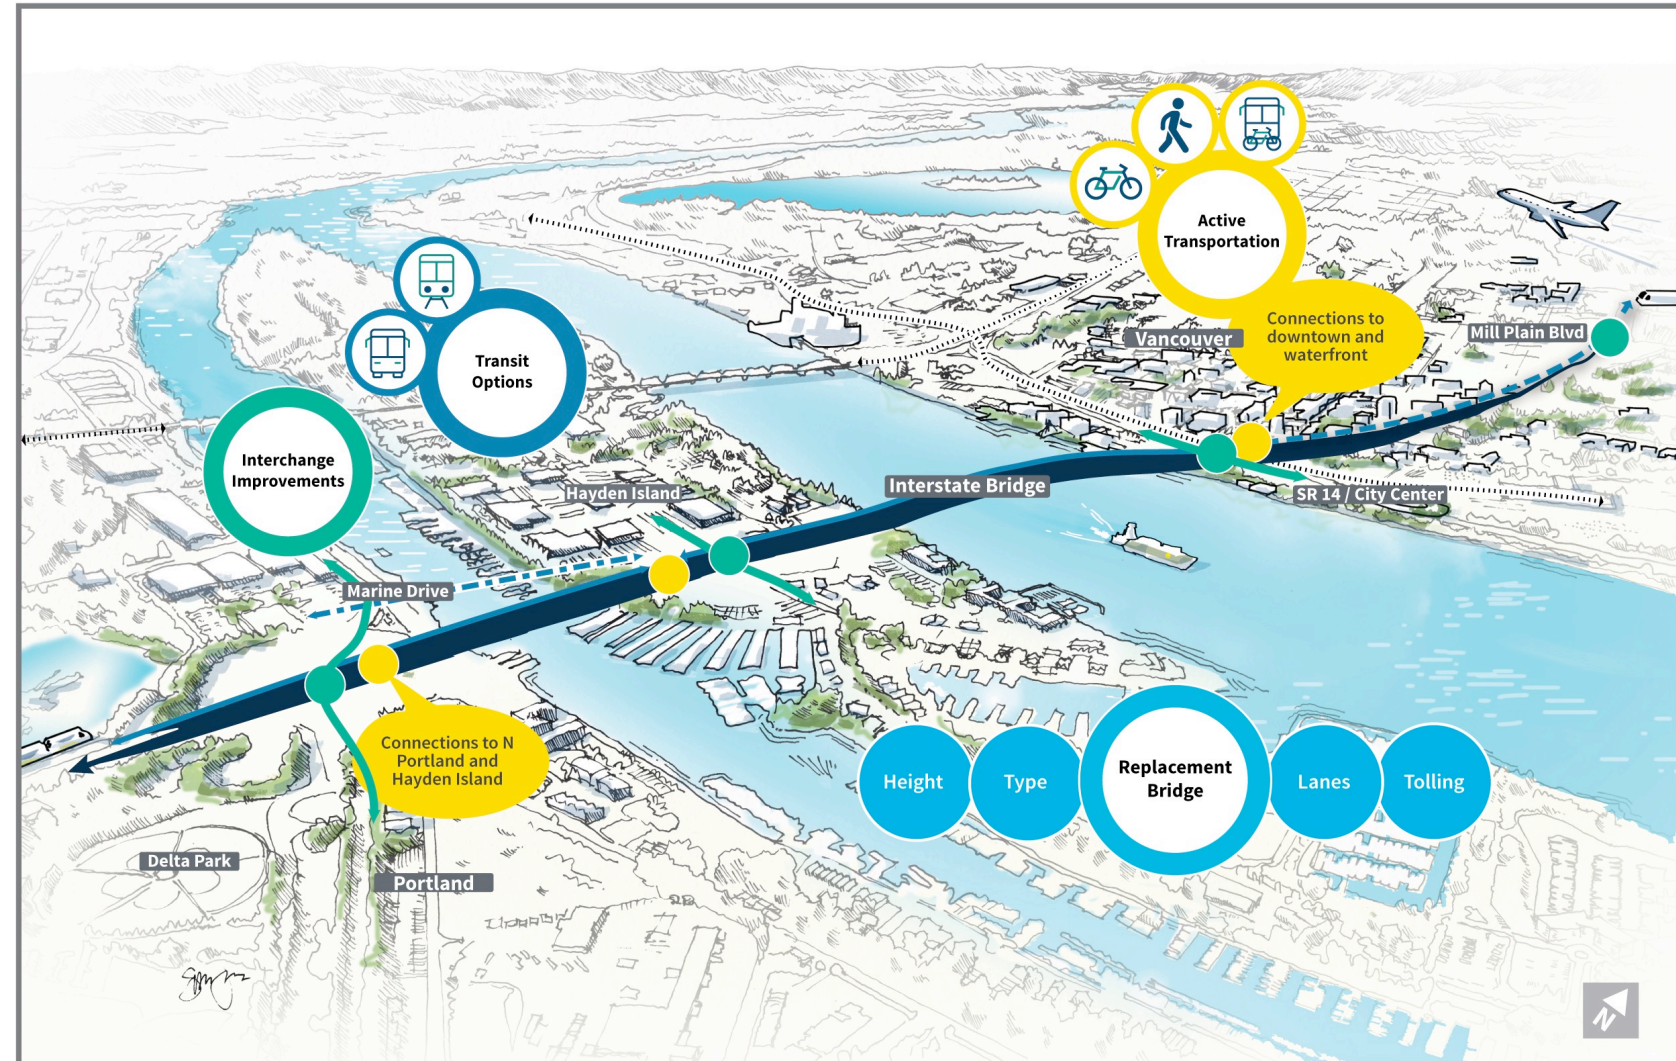 Active
Transportation
Connections to
downtown and
waterfront
Vancouver
Mill Plain Blvd
Transit
Options
Interchange
Improvements
Hayden Island
Interstate Bridge
SR 14 / City Center
Marine Drive
Connections to N
Portland and
Hayden Island
Height
Type
Replacement
Bridge
Lanes
Tolling
Delta Park
Portland
N